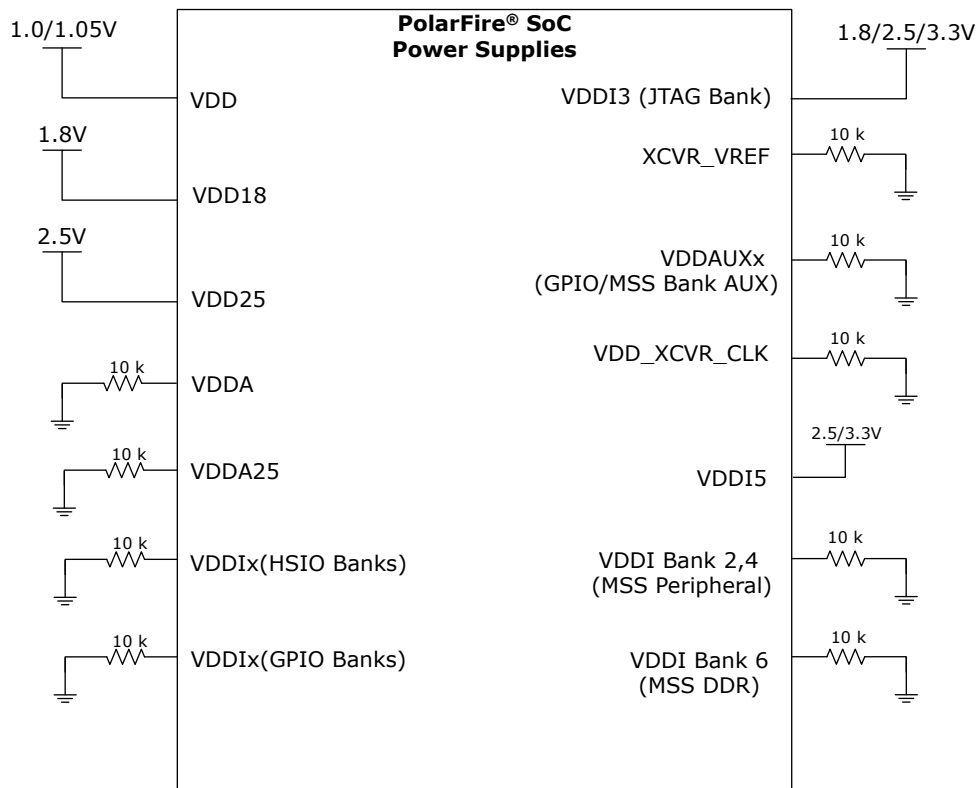 PolarFire® SoC
Power Supplies
1.0/1.05V
VDD
1.8V
VDD18
2.5V
VDD25
10 k
VDDA
10 k
VDDA25
10 k
VDDIx(HSIO Banks)
10 k
VDDIx(GPIO Banks)
1.8/2.5/3.3V
VDDI3 (JTAG Bank)
10 k
XCVR_VREF
10 k
VDDAUXx
(GPIO/MSS Bank AUX)
10 k
VDD_XCVR_CLK
2.5/3.3V
VDDI5
10 k
VDDI Bank 2,4
(MSS Peripheral)
10 k
VDDI Bank 6
(MSS DDR)